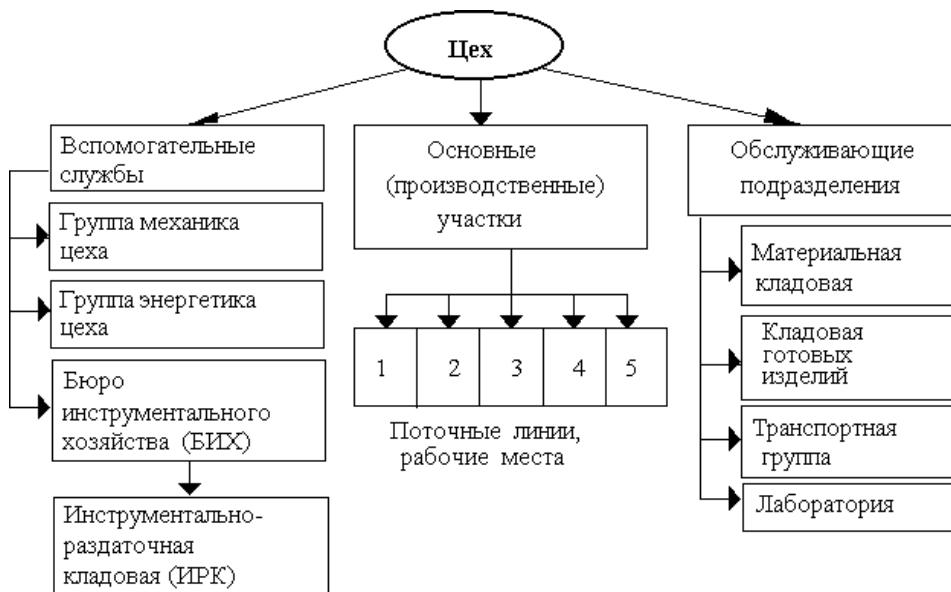 Цех
Вспомогательные
службы
Группа механика
цеха
Группа энергетика
цеха
Бюро
инструментального
хозяйства (БИХ)
Инструментально-
раздаточная
кладовая (ИРК)
Основные
(производственные)
участки
1 2 3 4 5
Поточные линии,
рабочие места
Обслуживающие
подразделения
Материальная
кладовая
Кладовая
готовых
изделий
Транспортная
группа
Лаборатория